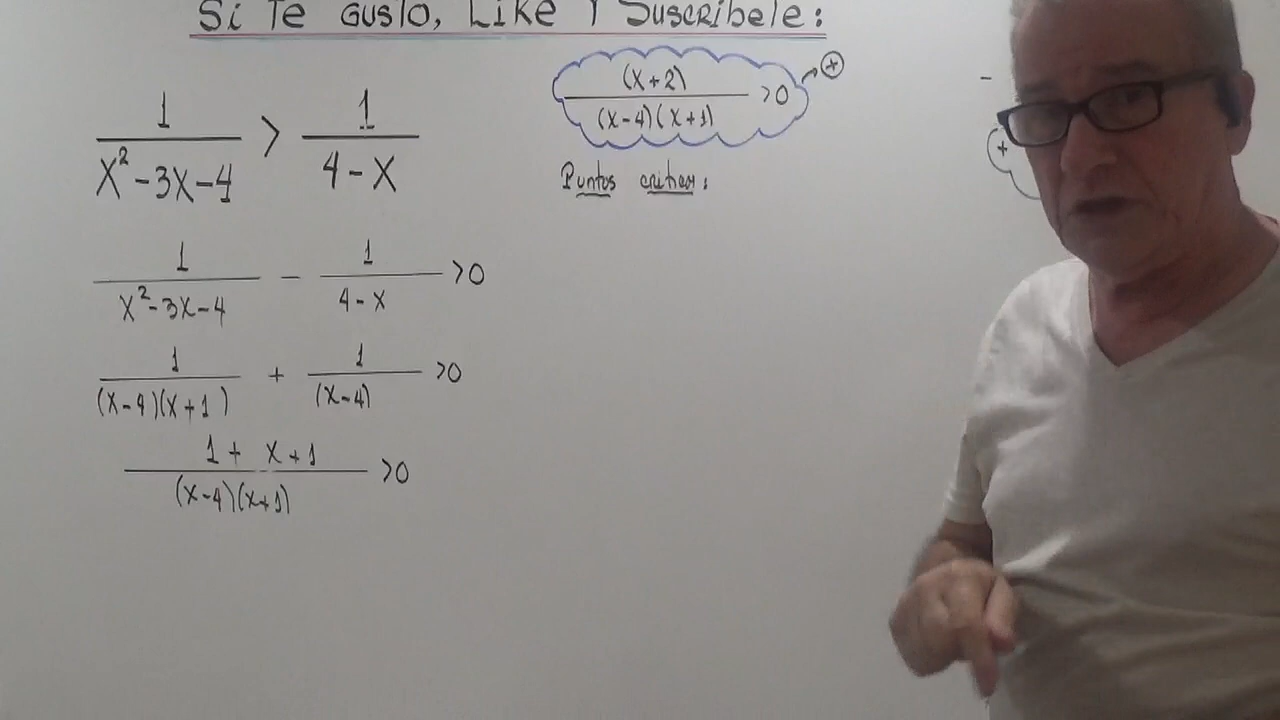 Si Te Gusto, Like Y Suscríbete:
1 / (x²-3x-4) > 1 / (4-x)
1 / (x²-3x-4) - 1 / (4-x) >0
1 / ((x-4)(x+1)) + 1 / (x-4) >0
(1+ x+1) / ((x-4)(x+1)) >0
(x+2) / ((x-4)(x+1)) >0 → +
Puntos criticos:
-
+